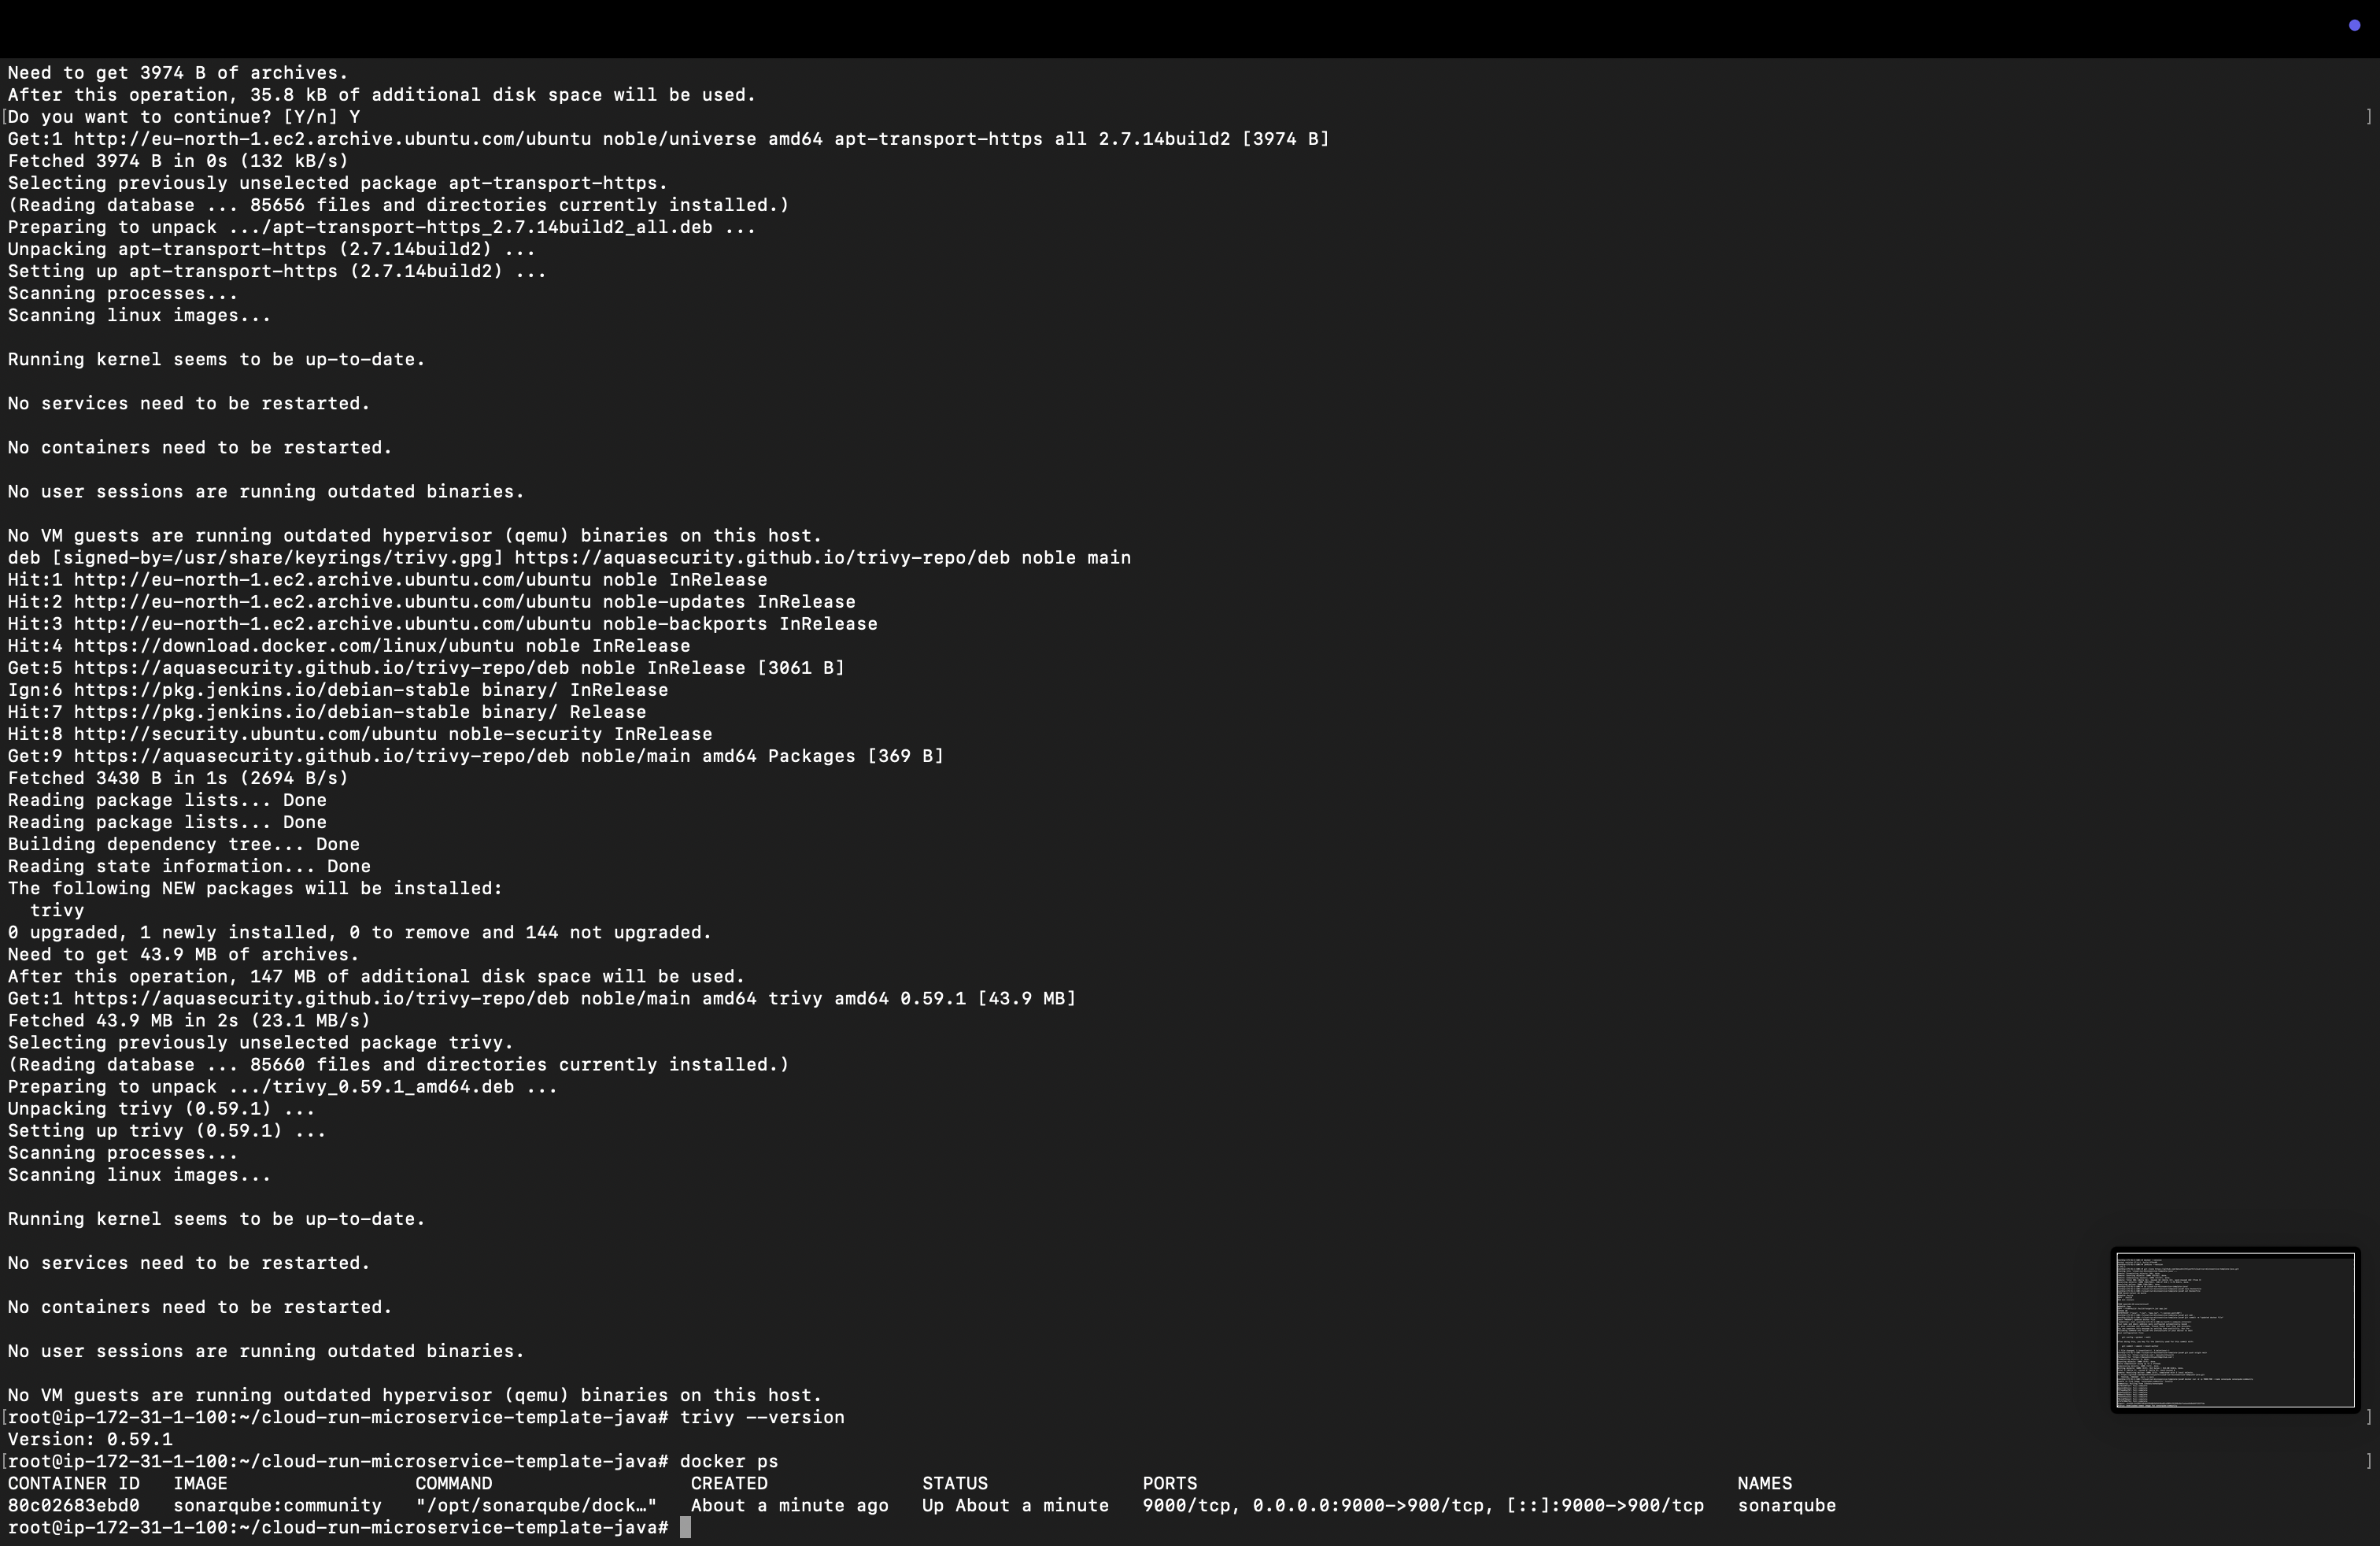 Need to get 3974 B of archives.
After this operation, 35.8 kB of additional disk space will be used.
[Do you want to continue? [Y/n] Y ]
Get:1 http://eu-north-1.ec2.archive.ubuntu.com/ubuntu noble/universe amd64 apt-transport-https all 2.7.14build2 [3974 B]
Fetched 3974 B in 0s (132 kB/s)
Selecting previously unselected package apt-transport-https.
(Reading database ... 85656 files and directories currently installed.)
Preparing to unpack .../apt-transport-https_2.7.14build2_all.deb ...
Unpacking apt-transport-https (2.7.14build2) ...
Setting up apt-transport-https (2.7.14build2) ...
Scanning processes...
Scanning linux images...
Running kernel seems to be up-to-date.
No services need to be restarted.
No containers need to be restarted.
No user sessions are running outdated binaries.
No VM guests are running outdated hypervisor (qemu) binaries on this host.
deb [signed-by=/usr/share/keyrings/trivy.gpg] https://aquasecurity.github.io/trivy-repo/deb noble main
Hit:1 http://eu-north-1.ec2.archive.ubuntu.com/ubuntu noble InRelease
Hit:2 http://eu-north-1.ec2.archive.ubuntu.com/ubuntu noble-updates InRelease
Hit:3 http://eu-north-1.ec2.archive.ubuntu.com/ubuntu noble-backports InRelease
Hit:4 https://download.docker.com/linux/ubuntu noble InRelease
Get:5 https://aquasecurity.github.io/trivy-repo/deb noble InRelease [3061 B]
Ign:6 https://pkg.jenkins.io/debian-stable binary/ InRelease
Hit:7 https://pkg.jenkins.io/debian-stable binary/ Release
Hit:8 http://security.ubuntu.com/ubuntu noble-security InRelease
Get:9 https://aquasecurity.github.io/trivy-repo/deb noble/main amd64 Packages [369 B]
Fetched 3430 B in 1s (2694 B/s)
Reading package lists... Done
Reading package lists... Done
Building dependency tree... Done
Reading state information... Done
The following NEW packages will be installed:
  trivy
0 upgraded, 1 newly installed, 0 to remove and 144 not upgraded.
Need to get 43.9 MB of archives.
After this operation, 147 MB of additional disk space will be used.
Get:1 https://aquasecurity.github.io/trivy-repo/deb noble/main amd64 trivy amd64 0.59.1 [43.9 MB]
Fetched 43.9 MB in 2s (23.1 MB/s)
Selecting previously unselected package trivy.
(Reading database ... 85660 files and directories currently installed.)
Preparing to unpack .../trivy_0.59.1_amd64.deb ...
Unpacking trivy (0.59.1) ...
Setting up trivy (0.59.1) ...
Scanning processes...
Scanning linux images...
Running kernel seems to be up-to-date.
No services need to be restarted.
No containers need to be restarted.
No user sessions are running outdated binaries.
No VM guests are running outdated hypervisor (qemu) binaries on this host.
[root@ip-172-31-1-100:~/cloud-run-microservice-template-java# trivy --version ]
Version: 0.59.1
[root@ip-172-31-1-100:~/cloud-run-microservice-template-java# docker ps ]
CONTAINER ID   IMAGE                 COMMAND                  CREATED              STATUS              PORTS                                                 NAMES
80c02683ebd0   sonarqube:community   "/opt/sonarqube/dock…"   About a minute ago   Up About a minute   9000/tcp, 0.0.0.0:9000->900/tcp, [::]:9000->900/tcp   sonarqube
root@ip-172-31-1-100:~/cloud-run-microservice-template-java#